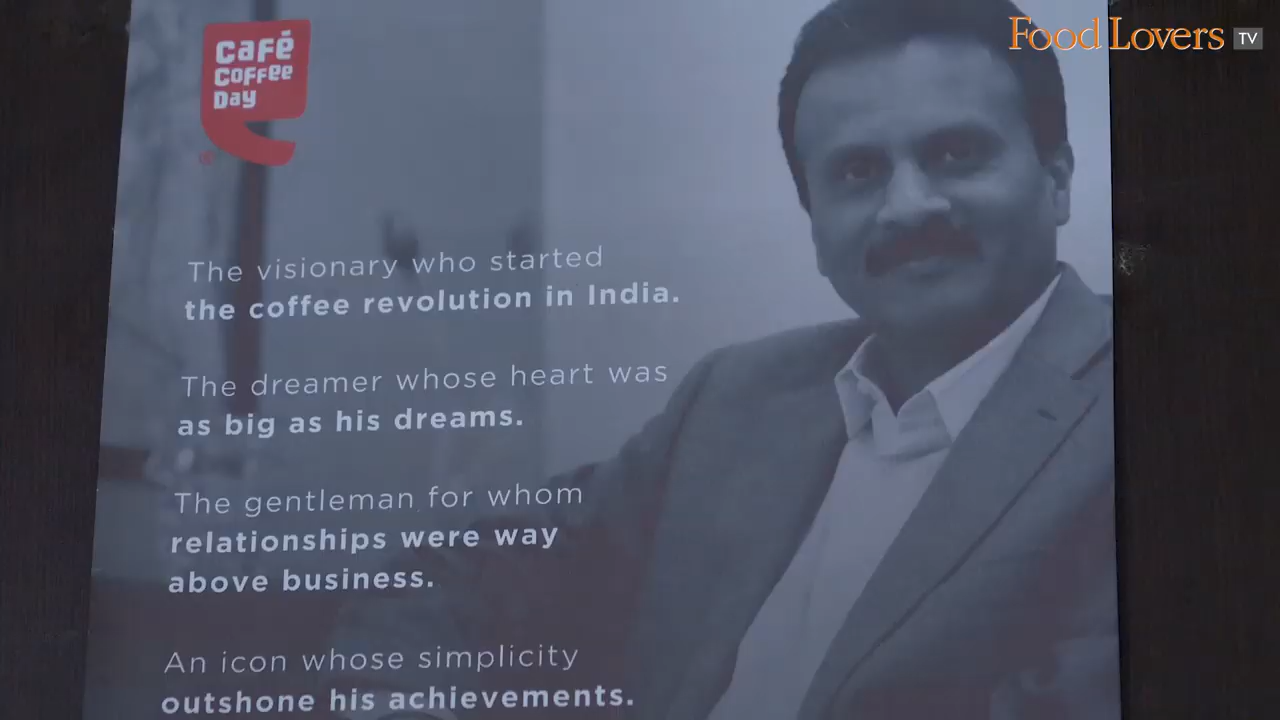 Food Lovers TV
Café
Coffee
Day
The visionary who started
the coffee revolution in India.
The dreamer whose heart was
as big as his dreams.
The gentleman for whom
relationships were way
above business.
An icon whose simplicity
outshone his achievements.